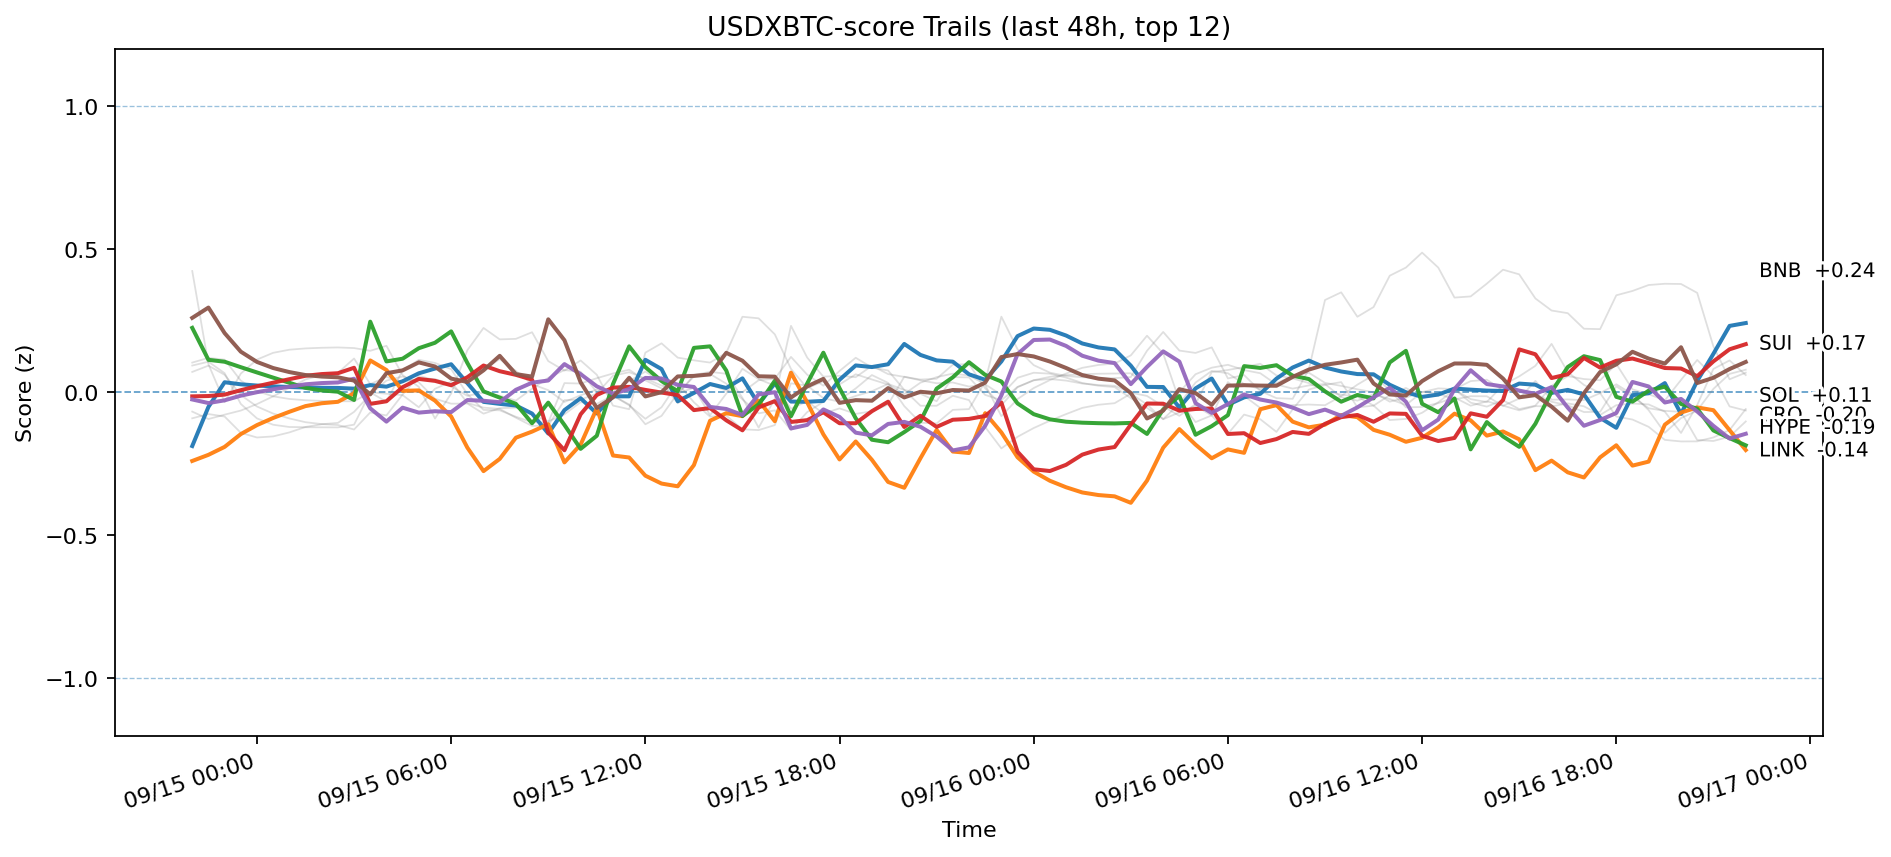 USDXBTC-score Trails (last 48h, top 12)
Score (z)
1.0
0.5
0.0
−0.5
−1.0
BNB +0.24
SUI +0.17
SOL +0.11
CRO -0.20
HYPE -0.19
LINK -0.14
09/15 00:00
09/15 06:00
09/15 12:00
09/15 18:00
09/16 00:00
09/16 06:00
09/16 12:00
09/16 18:00
09/17 00:00
Time